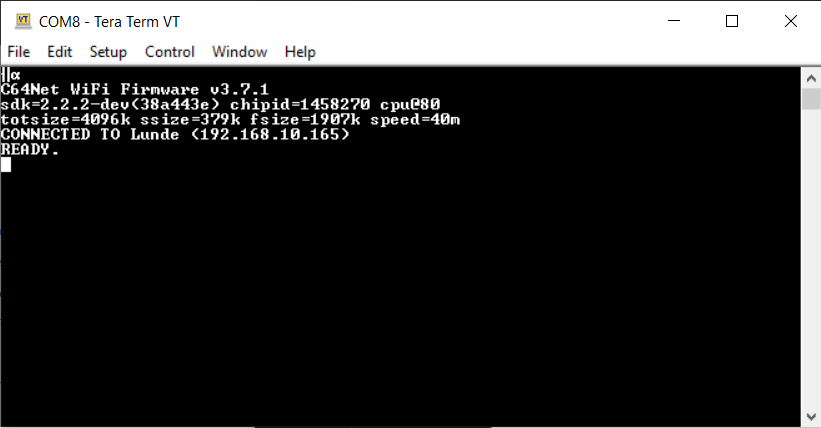 COM8 - Tera Term VT
File Edit Setup Control Window Help
╢║α
C64Net WiFi Firmware v3.7.1
sdk=2.2.2-dev(38a443e) chipid=1458270 cpu@80
totsize=4096k ssize=379k fsize=1907k speed=40m
CONNECTED TO Lunde (192.168.10.165)
READY.